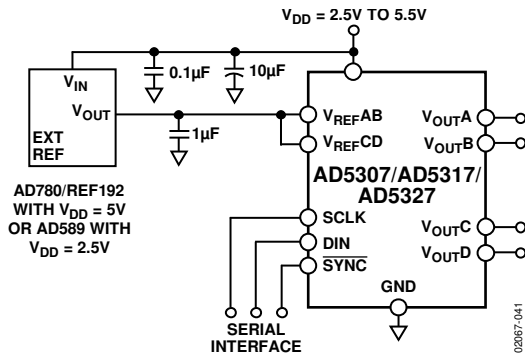 VDD = 2.5V TO 5.5V
0.1µF
10µF
VIN
VOUT
EXT
REF
1µF
VREFAB
VREFCD
VOUTA
VOUTB
AD5307/AD5317/
AD5327
AD780/REF192
WITH VDD = 5V
OR AD589 WITH
VDD = 2.5V
SCLK
DIN
SYNC
VOUTC
VOUTD
GND
SERIAL
INTERFACE
02067-041